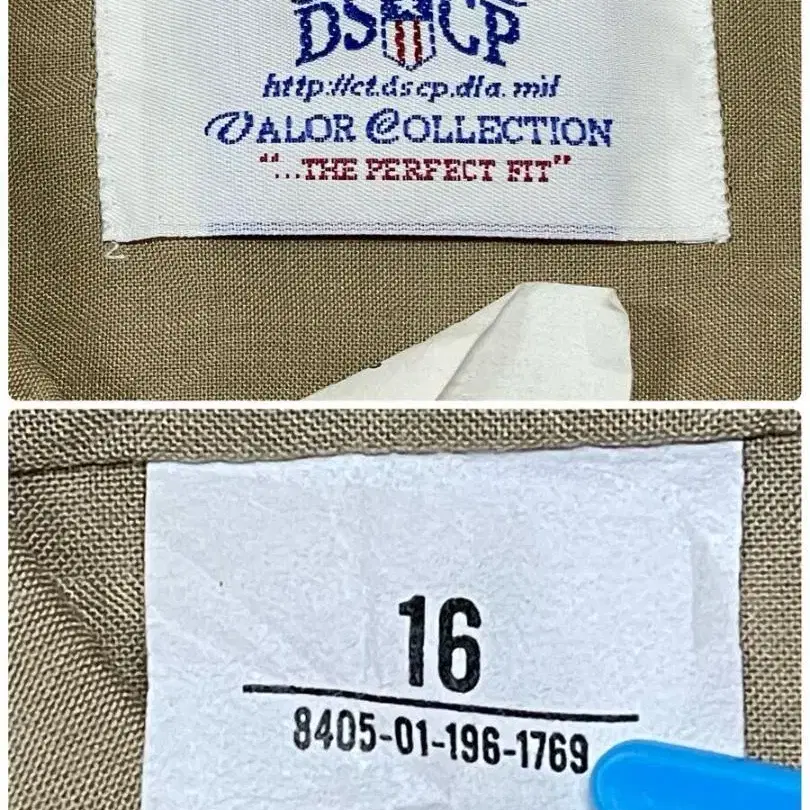 DSCP
http://ct.dscp.dla.mil
VALOR COLLECTION
"...THE PERFECT FIT"
16
8405-01-196-1769